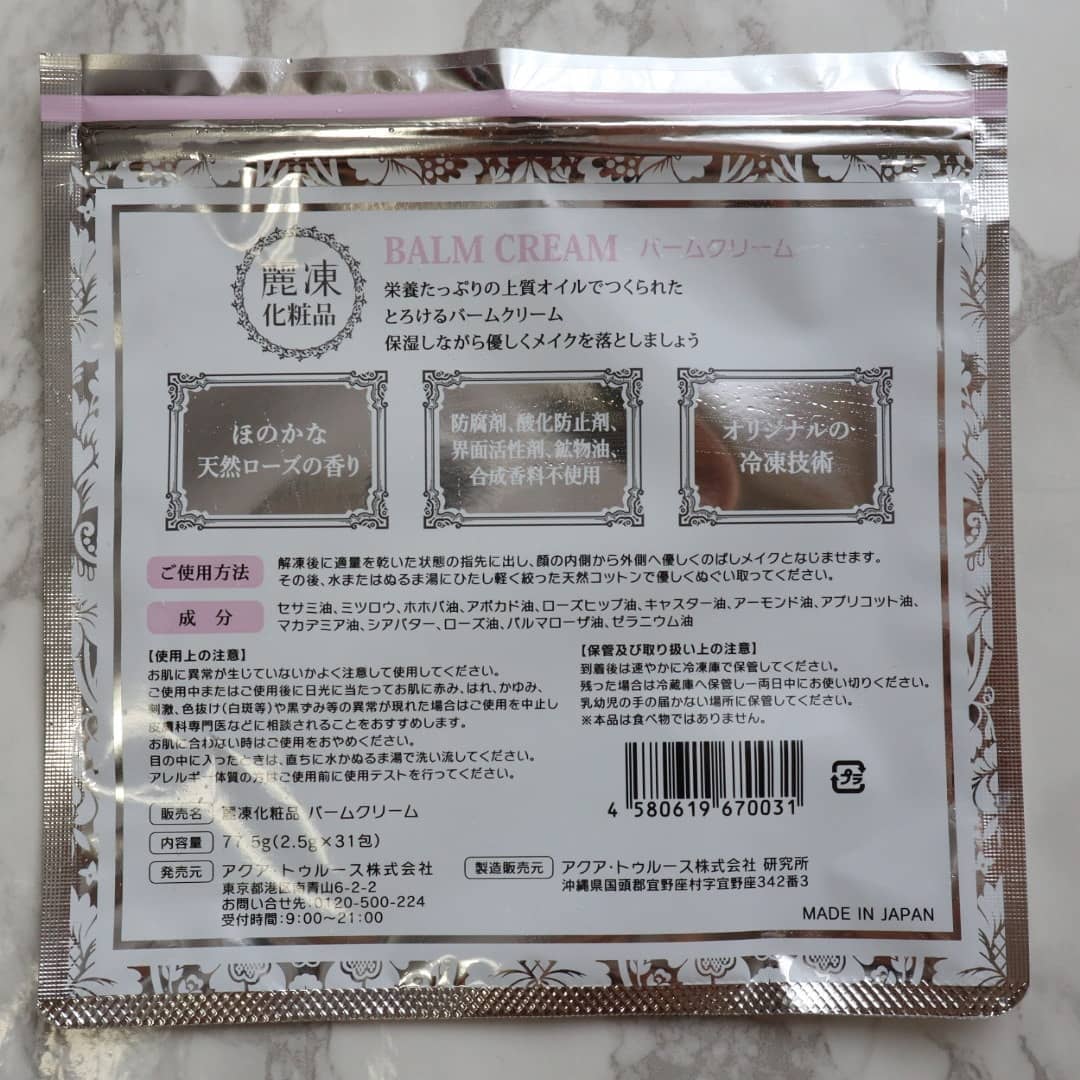 麗凍
化粧品
BALM CREAM バームクリーム
栄養たっぷりの上質オイルでつくられた
とろけるバームクリーム
保湿しながら優しくメイクを落としましょう
ほのかな
天然ローズの香り
防腐剤、酸化防止剤、
界面活性剤、鉱物油、
合成香料不使用
オリジナルの
冷凍技術
ご使用方法
解凍後に適量を乾いた状態の指先に出し、顔の内側から外側へ優しくのばしメイクとなじませます。
その後、水またはぬるま湯にひたし軽く絞った天然コットンで優しくぬぐい取ってください。
成 分
セサミ油、ミツロウ、ホホバ油、アボカド油、ローズヒップ油、キャスター油、アーモンド油、アプリコット油、
マカデミア油、シアバター、ローズ油、パルマローザ油、ゼラニウム油
【使用上の注意】
お肌に異常が生じていないかよく注意して使用してください。
ご使用中またはご使用後に日光に当たってお肌に赤み、はれ、かゆみ、
刺激、色抜け(白斑等)や黒ずみ等の異常が現れた場合はご使用を中止し
皮膚科専門医などに相談されることをおすすめします。
お肌に合わない時はご使用をおやめください。
目の中に入ったときは、直ちに水かぬるま湯で洗い流してください。
アレルギー体質の方はご使用前に使用テストを行ってください。
【保管及び取り扱い上の注意】
到着後は速やかに冷凍庫で保管してください。
残った場合は冷蔵庫へ保管し一両日中にお使い切りください。
乳幼児の手の届かない場所に保管してください。
※本品は食べ物ではありません。
4 580619 670031
プラ
販売名 麗凍化粧品 バームクリーム
内容量 77.5g(2.5g×31包)
発売元 アクア・トゥルース株式会社
東京都港区南青山6-2-2
お問い合せ先:0120-500-224
受付時間:9:00~21:00
製造販売元 アクア・トゥルース株式会社 研究所
沖縄県国頭郡宜野座村字宜野座342番3
MADE IN JAPAN